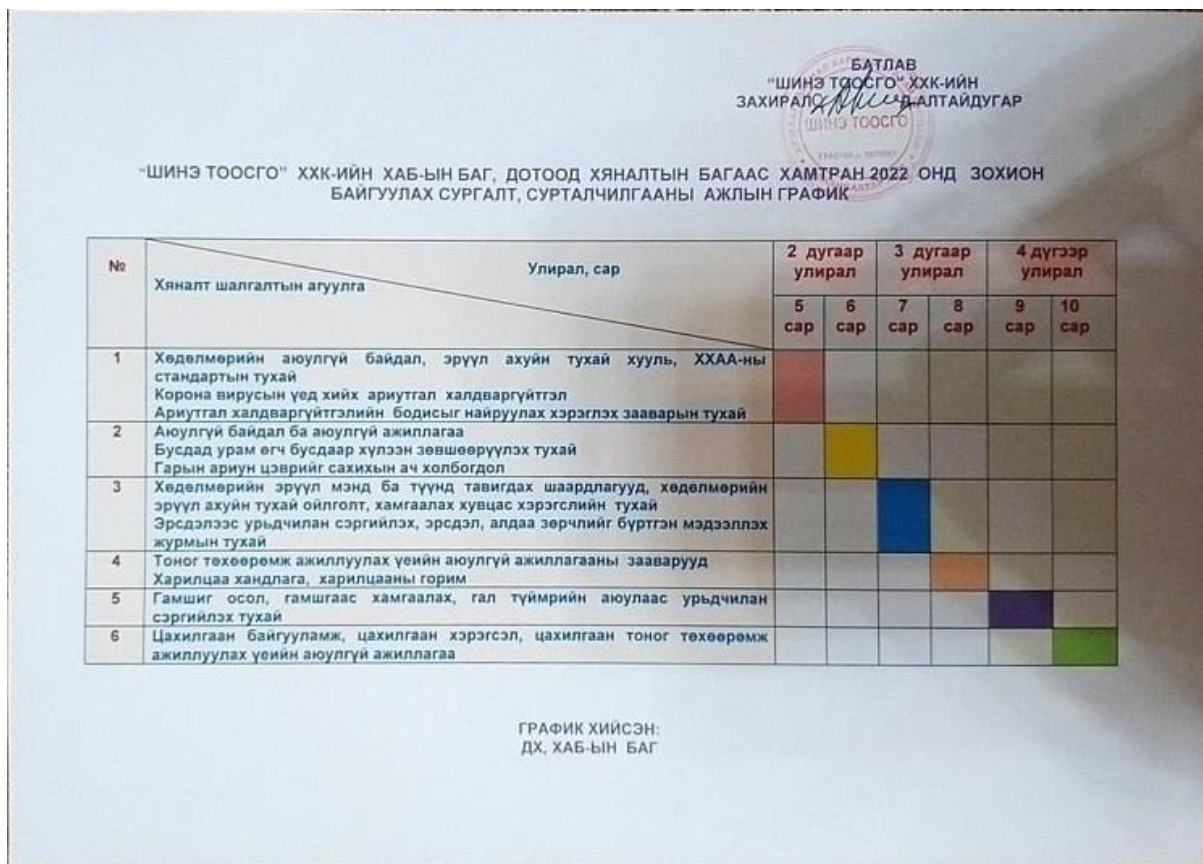 БАТЛАВ
"ШИНЭ ТООСГО" ХХК-ИЙН
ЗАХИРАЛ АЛТАЙДУГАР
ШИНЭ ТООСГО
"ШИНЭ ТООСГО" ХХК-ИЙН ХАБ-ЫН БАГ, ДОТООД ХЯНАЛТЫН БАГААС ХАМТРАН 2022 ОНД ЗОХИОН
БАЙГУУЛАХ СУРГАЛТ, СУРТАЛЧИЛГААНЫ АЖЛЫН ГРАФИК
№
Улирал, сар
Хяналт шалгалтын агуулга
2 дугаар улирал
3 дугаар улирал
4 дүгээр улирал
5 сар
6 сар
7 сар
8 сар
9 сар
10 сар
1
Хөдөлмөрийн аюулгүй байдал, эрүүл ахуйн тухай хууль, ХХАА-ны
стандартын тухай
Корона вирусын үед хийх ариутгал халдваргүйтгэл
Ариутгал халдваргүйтгэлийн бодисыг найруулах хэрэглэх зааварын тухай
2
Аюулгүй байдал ба аюулгүй ажиллагаа
Бусдад урам өгч бусдаар хүлээн зөвшөөрүүлэх тухай
Гарын ариун цэврийг сахихын ач холбогдол
3
Хөдөлмөрийн эрүүл мэнд ба түүнд тавигдах шаардлагууд, хөдөлмөрийн
эрүүл ахуйн тухай ойлголт, хамгаалах хувцас хэрэгслийн тухай
Эрсдэлээс урьдчилан сэргийлэх, эрсдэл, алдаа зөрчлийг бүртгэн мэдээллэх
журмын тухай
4
Тоног төхөөрөмж ажиллуулах үеийн аюулгүй ажиллагааны зааварууд
Харилцаа хандлага, харилцааны горим
5
Гамшиг осол, гамшгаас хамгаалах, гал түймрийн аюулаас урьдчилан
сэргийлэх тухай
6
Цахилгаан байгууламж, цахилгаан хэрэгсэл, цахилгаан тоног төхөөрөмж
ажиллуулах үеийн аюулгүй ажиллагаа
ГРАФИК ХИЙСЭН:
ДХ, ХАБ-ЫН БАГ